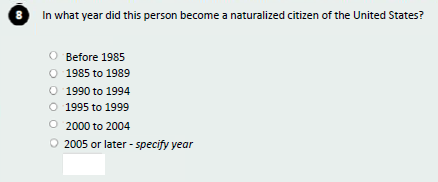 8 In what year did this person become a naturalized citizen of the United States?
Before 1985
1985 to 1989
1990 to 1994
1995 to 1999
2000 to 2004
2005 or later - specify year